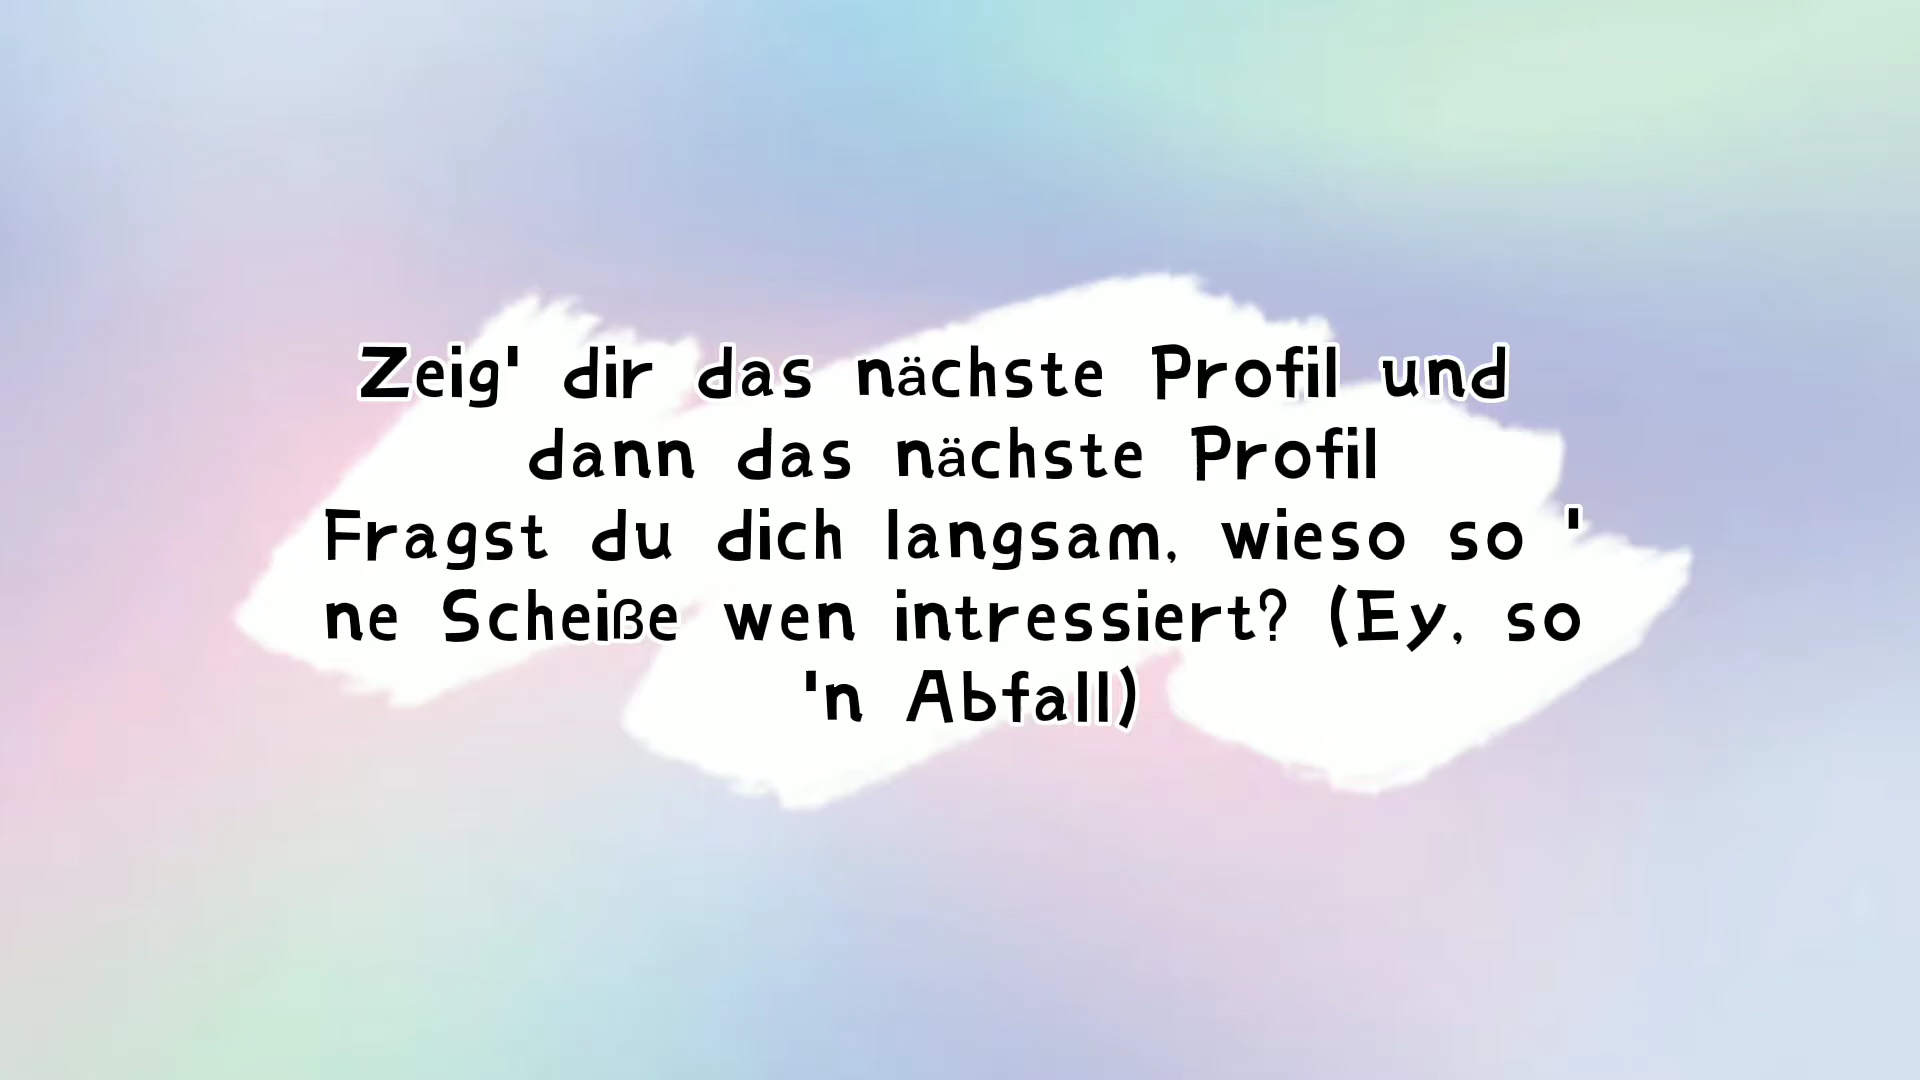 Zeig' dir das nächste Profil und
dann das nächste Profil
Fragst du dich langsam, wieso so '
ne Scheiße wen intressiert? (Ey, so
'n Abfall)